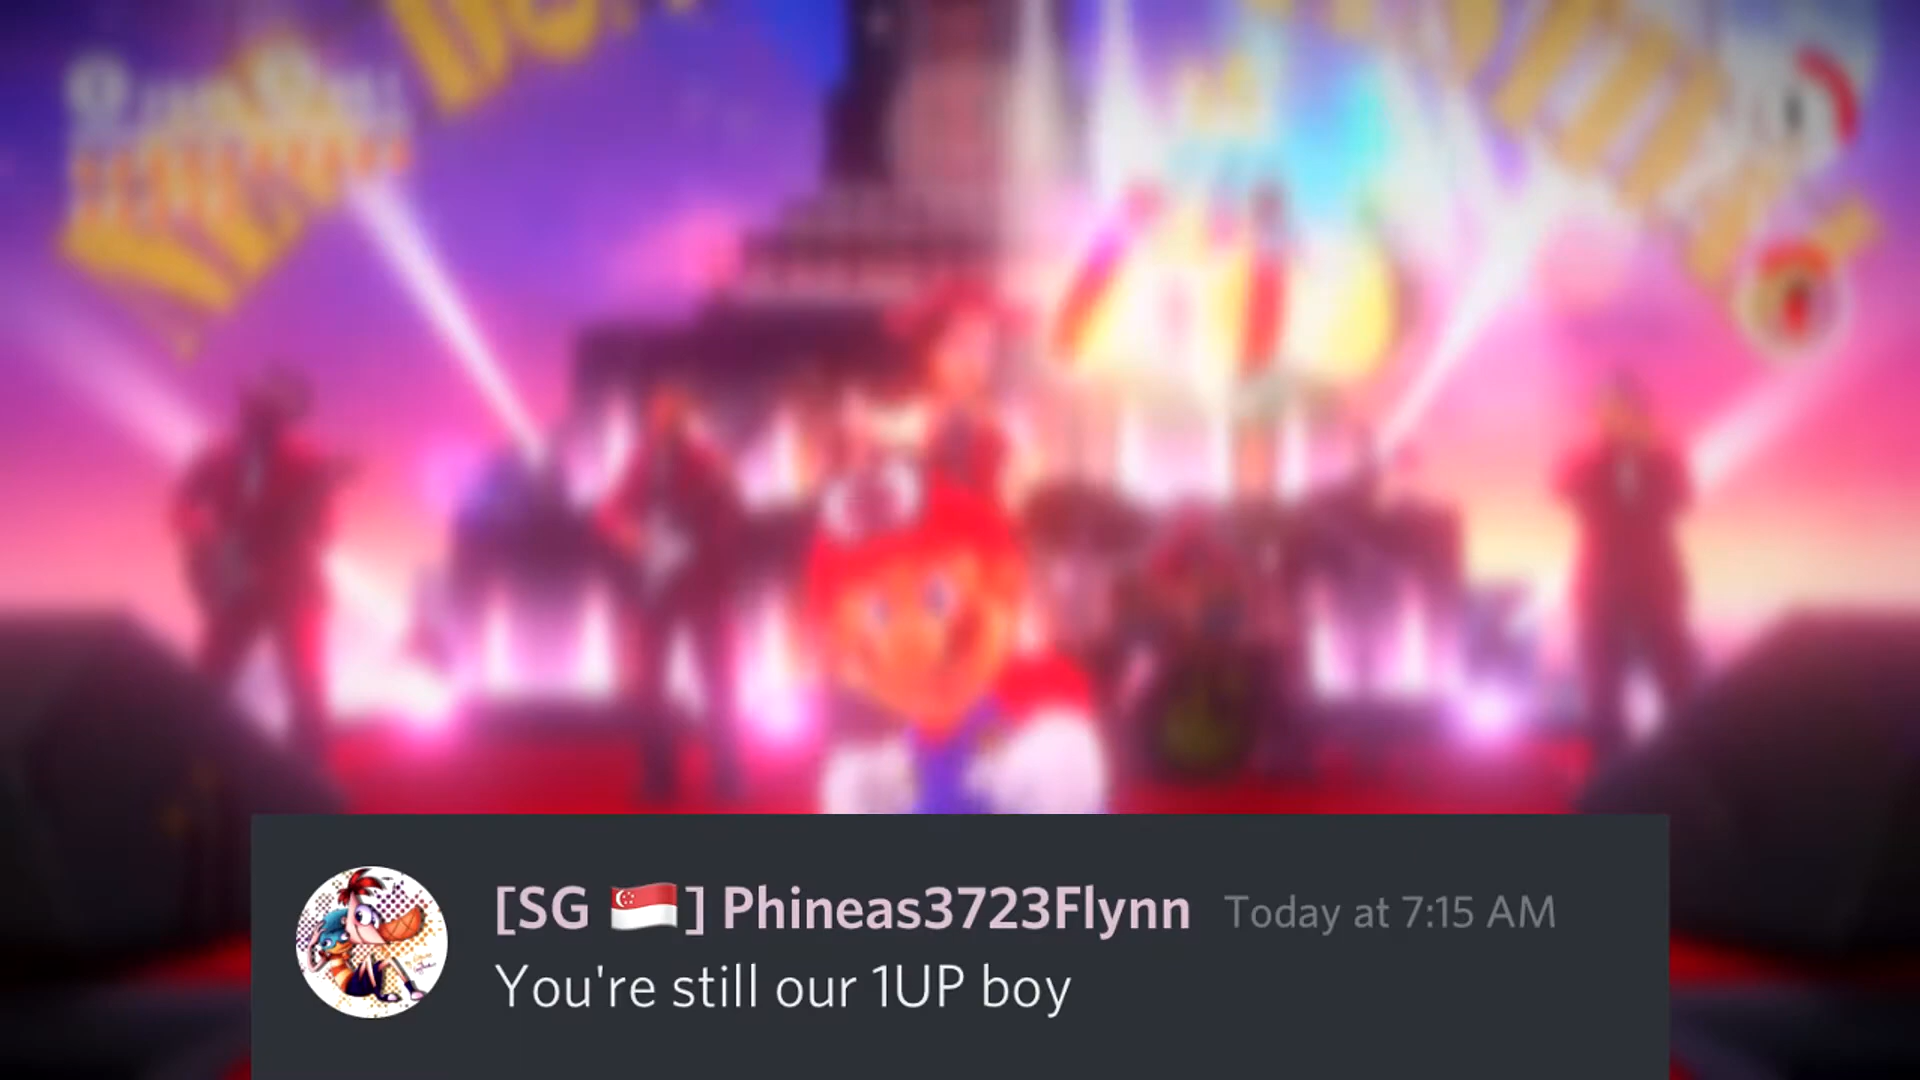 [SG 🇸🇬] Phineas3723Flynn Today at 7:15 AM
You're still our 1UP boy